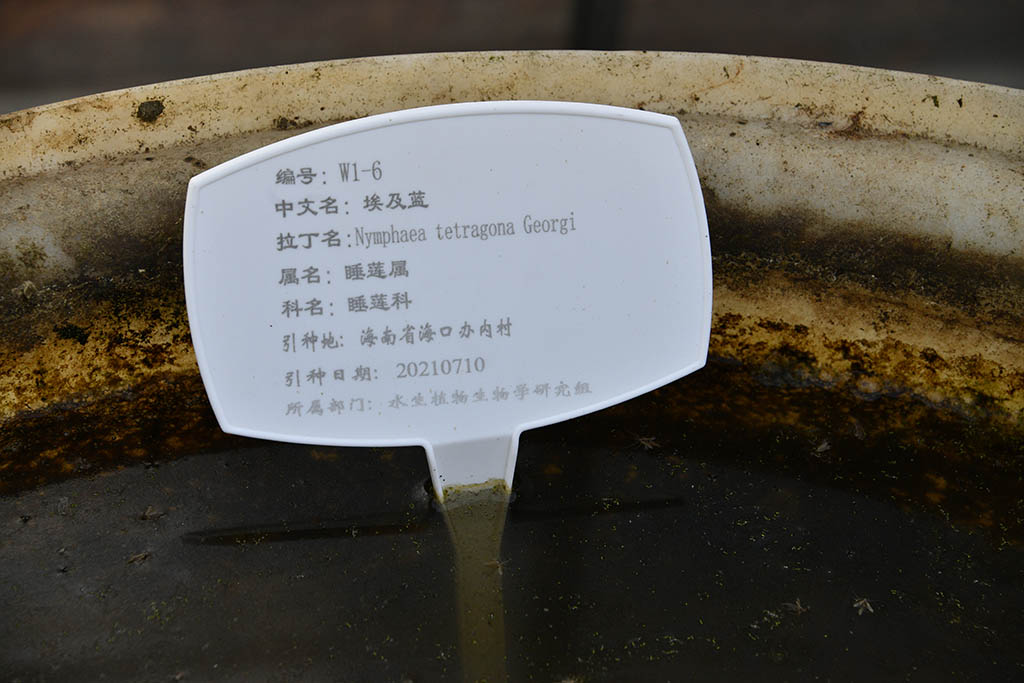 编号: W1-6
中文名: 埃及蓝
拉丁名:Nymphaea tetragona Georgi
属名: 睡莲属
科名: 睡莲科
引种地: 海南省海口办内村
引种日期: 20210710
所属部门: 水生植物生物学研究组